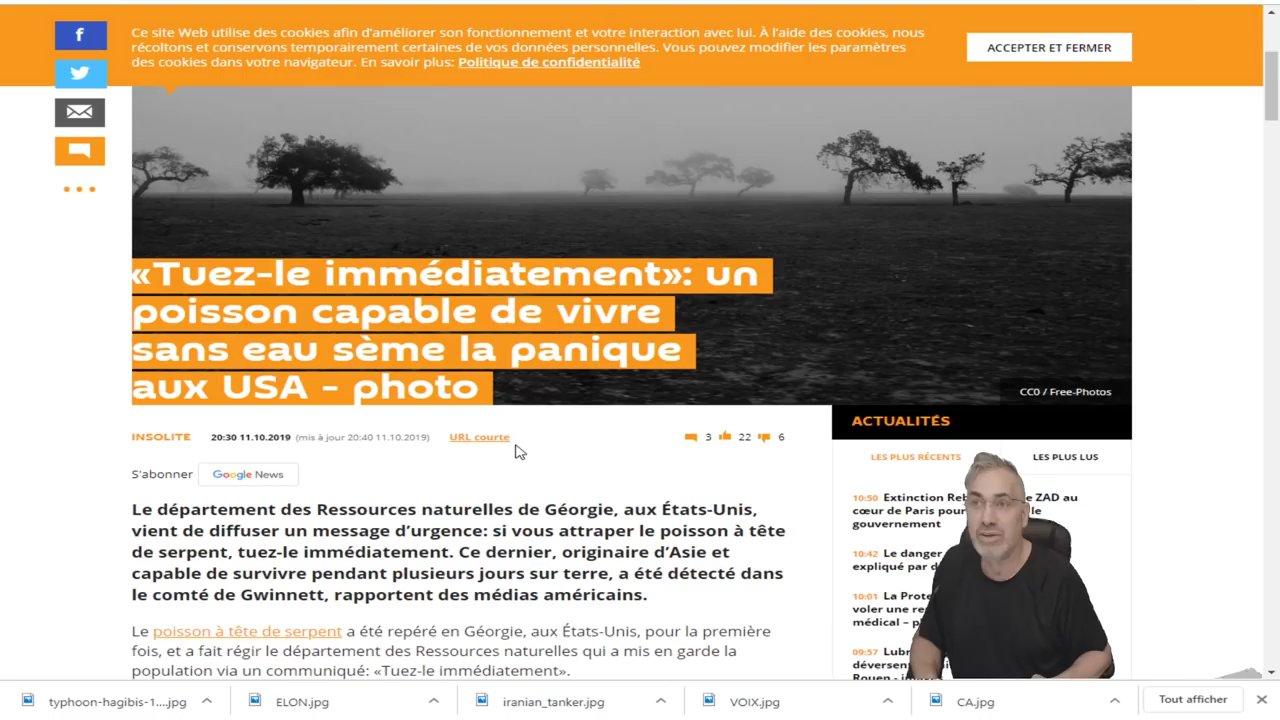 f
Ce site Web utilise des cookies afin d'améliorer son fonctionnement et votre interaction avec lui. À l'aide des cookies, nous
récoltons et conservons temporairement certaines de vos données personnelles. Vous pouvez modifier les paramètres
des cookies dans votre navigateur. En savoir plus: Politique de confidentialité
ACCEPTER ET FERMER
«Tuez-le immédiatement»: un
poisson capable de vivre
sans eau sème la panique
aux USA - photo
CC0 / Free-Photos
INSOLITE 20:30 11.10.2019 (mis à jour 20:40 11.10.2019) URL courte
3 22 6
S'abonner Google News
Le département des Ressources naturelles de Géorgie, aux États-Unis,
vient de diffuser un message d'urgence: si vous attraper le poisson à tête
de serpent, tuez-le immédiatement. Ce dernier, originaire d'Asie et
capable de survivre pendant plusieurs jours sur terre, a été détecté dans
le comté de Gwinnett, rapportent des médias américains.
Le poisson à tête de serpent a été repéré en Géorgie, aux États-Unis, pour la première
fois, et a fait régir le département des Ressources naturelles qui a mis en garde la
population via un communiqué: «Tuez-le immédiatement».
ACTUALITÉS
LES PLUS RÉCENTS LES PLUS LUS
10:50 Extinction ZAD au
cœur de Paris le
gouvernement
10:42 Le danger
expliqué par
10:01 La
voler une
médical –
09:57
Rouen -
typhoon-hagibis-1....jpg ELON.jpg iranian_tanker.jpg VOIX.jpg CA.jpg Tout afficher